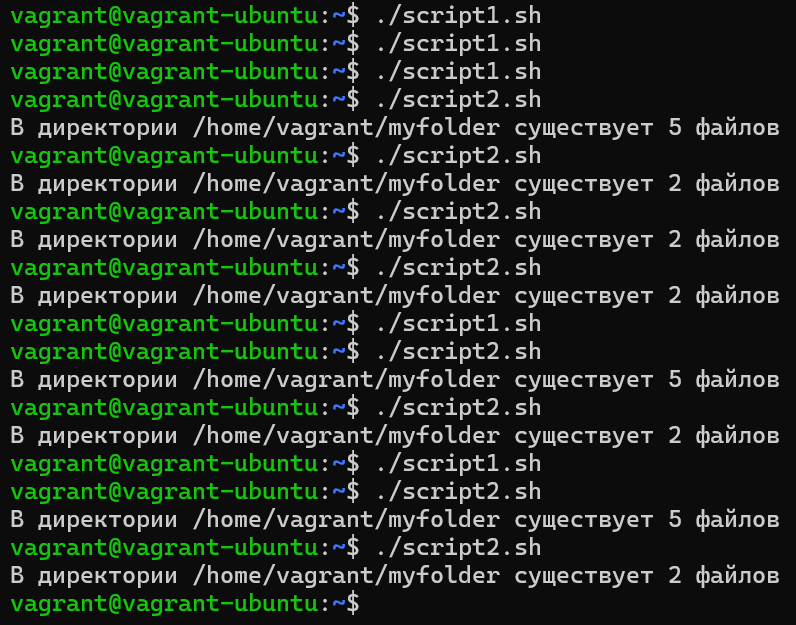 vagrant@vagrant-ubuntu:~$ ./script1.sh
vagrant@vagrant-ubuntu:~$ ./script1.sh
vagrant@vagrant-ubuntu:~$ ./script1.sh
vagrant@vagrant-ubuntu:~$ ./script2.sh
В директории /home/vagrant/myfolder существует 5 файлов
vagrant@vagrant-ubuntu:~$ ./script2.sh
В директории /home/vagrant/myfolder существует 2 файлов
vagrant@vagrant-ubuntu:~$ ./script2.sh
В директории /home/vagrant/myfolder существует 2 файлов
vagrant@vagrant-ubuntu:~$ ./script2.sh
В директории /home/vagrant/myfolder существует 2 файлов
vagrant@vagrant-ubuntu:~$ ./script1.sh
vagrant@vagrant-ubuntu:~$ ./script2.sh
В директории /home/vagrant/myfolder существует 5 файлов
vagrant@vagrant-ubuntu:~$ ./script2.sh
В директории /home/vagrant/myfolder существует 2 файлов
vagrant@vagrant-ubuntu:~$ ./script1.sh
vagrant@vagrant-ubuntu:~$ ./script2.sh
В директории /home/vagrant/myfolder существует 5 файлов
vagrant@vagrant-ubuntu:~$ ./script2.sh
В директории /home/vagrant/myfolder существует 2 файлов
vagrant@vagrant-ubuntu:~$